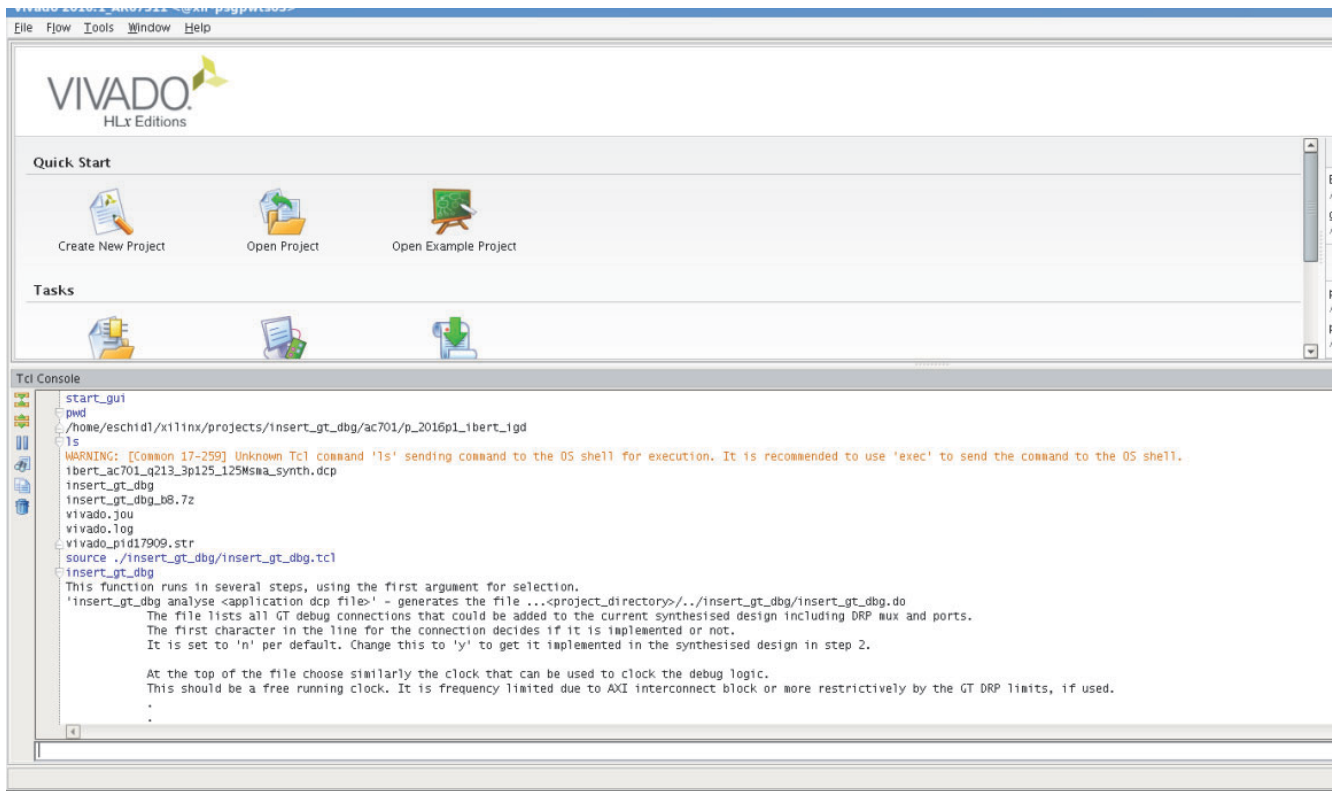 File Flow Tools Window Help
VIVADO.
HLx Editions
Quick Start
Create New Project Open Project Open Example Project
Tasks
Tcl Console
start_gui
pwd
/home/eschidl/xilinx/projects/insert_gt_dbg/ac701/p_2016p1_ibert_igd
ls
WARNING: [Common 17-259] Unknown Tcl command 'ls' sending command to the OS shell for execution. It is recommended to use 'exec' to send the command to the OS shell.
ibert_ac701_q213_3p125_125Msma_synth.dcp
insert_gt_dbg
insert_gt_dbg_b8.7z
vivado.jou
vivado.log
vivado_pid17909.str
source ./insert_gt_dbg/insert_gt_dbg.tcl
insert_gt_dbg
This function runs in several steps, using the first argument for selection.
'insert_gt_dbg analyse <application dcp file>' - generates the file ...<project_directory>/../insert_gt_dbg/insert_gt_dbg.do
The file lists all GT debug connections that could be added to the current synthesised design including DRP mux and ports.
The first character in the line for the connection decides if it is implemented or not.
It is set to 'n' per default. Change this to 'y' to get it implemented in the synthesised design in step 2.
At the top of the file choose similarly the clock that can be used to clock the debug logic.
This should be a free running clock. It is frequency limited due to AXI interconnect block or more restrictively by the GT DRP limits, if used.
.
.